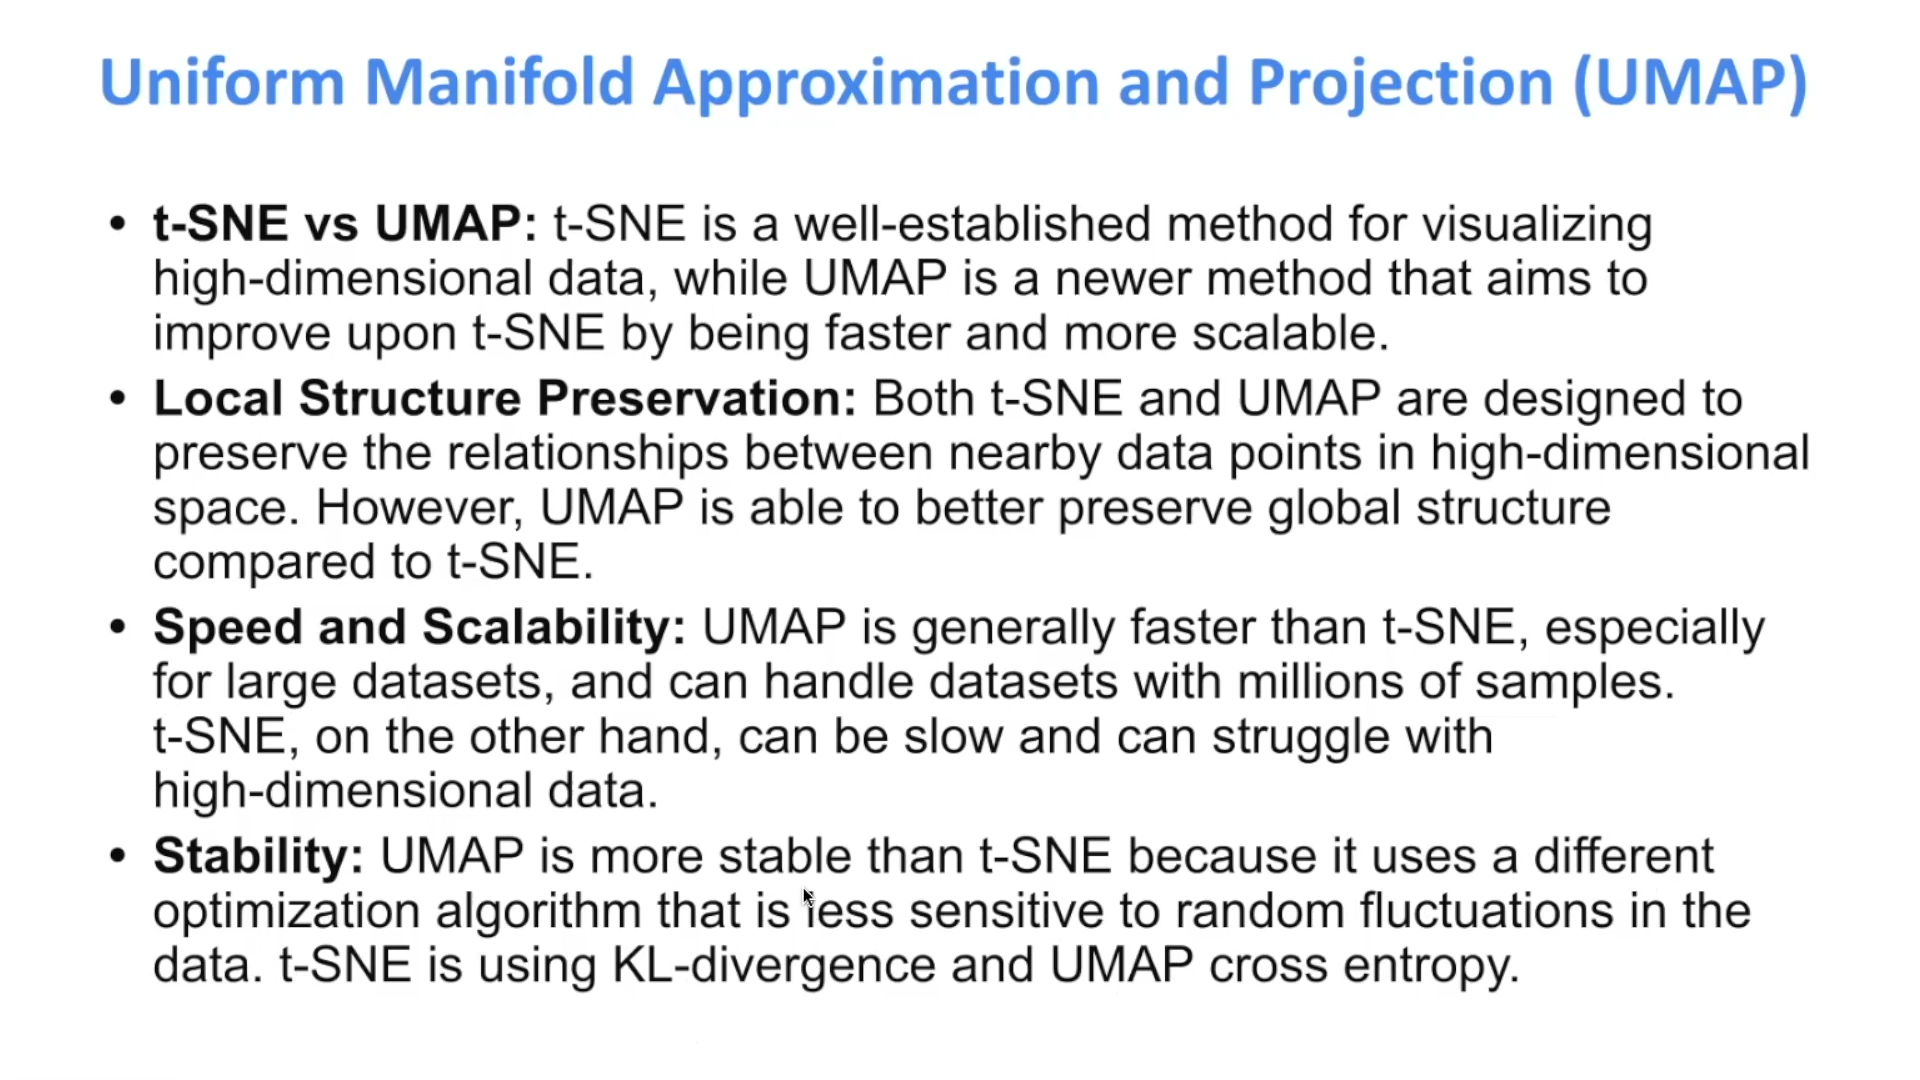 Uniform Manifold Approximation and Projection (UMAP)
• t-SNE vs UMAP: t-SNE is a well-established method for visualizing
high-dimensional data, while UMAP is a newer method that aims to
improve upon t-SNE by being faster and more scalable.
• Local Structure Preservation: Both t-SNE and UMAP are designed to
preserve the relationships between nearby data points in high-dimensional
space. However, UMAP is able to better preserve global structure
compared to t-SNE.
• Speed and Scalability: UMAP is generally faster than t-SNE, especially
for large datasets, and can handle datasets with millions of samples.
t-SNE, on the other hand, can be slow and can struggle with
high-dimensional data.
• Stability: UMAP is more stable than t-SNE because it uses a different
optimization algorithm that is less sensitive to random fluctuations in the
data. t-SNE is using KL-divergence and UMAP cross entropy.